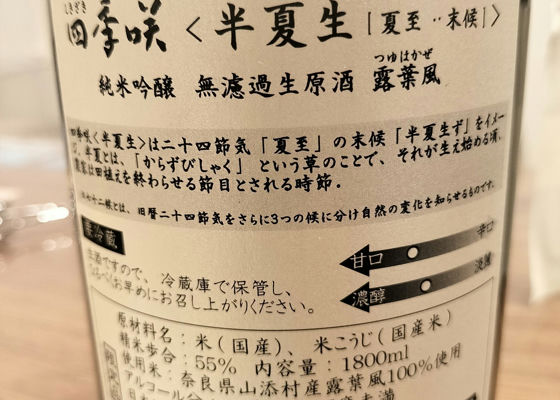 しきざき
四季咲〈半夏生［夏至‥末候］〉
つゆはかぜ
純米吟醸 無濾過生原酒 露葉風
四季咲〈半夏生〉は二十四節気「夏至」の末候「半夏生ず」をイメー
ジ、半夏とは、「からすびしゃく」という草のことで、それが生え始める頃、
農家は田植えを終わらせる節目とされる時節。
※七十二候とは、旧暦二十四節気をさらに3つの候に分け自然の変化を知らせるものです。
要冷蔵
生酒ですので、冷蔵庫で保管し、
なるべくお早めにお召し上がりください。
甘口 辛口
濃醇 淡麗
原材料名：米（国産）、米こうじ（国産米）
精米歩合：55% 内容量：1800ml
使用米：奈良県山添村産露葉風100%使用
アルコール分